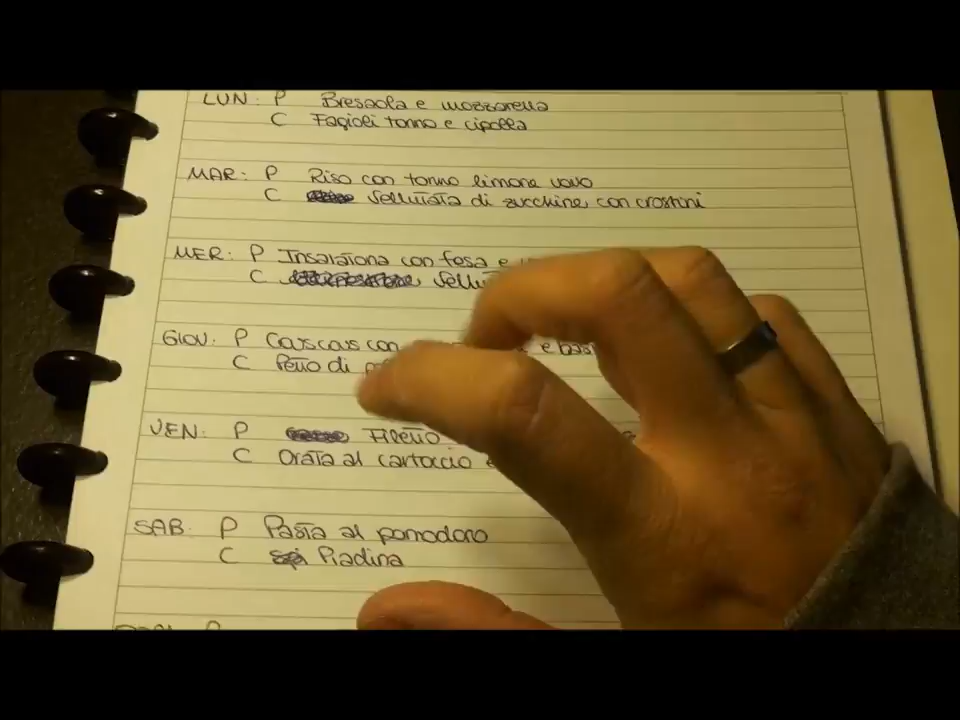 LUN: P Bresaola e mozzarella
C Fagioli tonno e cipolla
MAR: P Riso con tonno limone uovo
C Vellutata di zucchine con crostini
MER: P Insalatona con fesa e
C
GIOV: P Couscous con e
C Petto di
VEN: P Filetto
C Orata al cartoccio
SAB: P Pasta al pomodoro
C Piadina